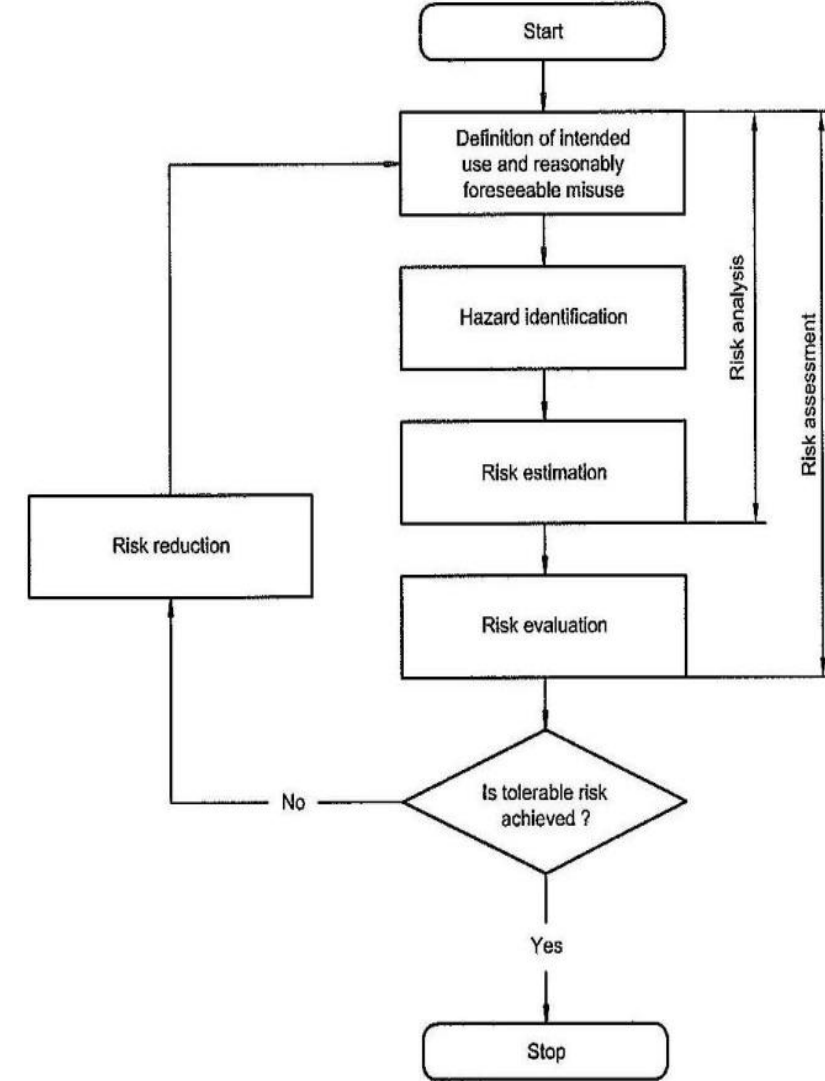 Start
Definition of intended
use and reasonably
foreseeable misuse
Hazard identification
Risk analysis
Risk assessment
Risk estimation
Risk reduction
Risk evaluation
Is tolerable risk
achieved ?
No
Yes
Stop